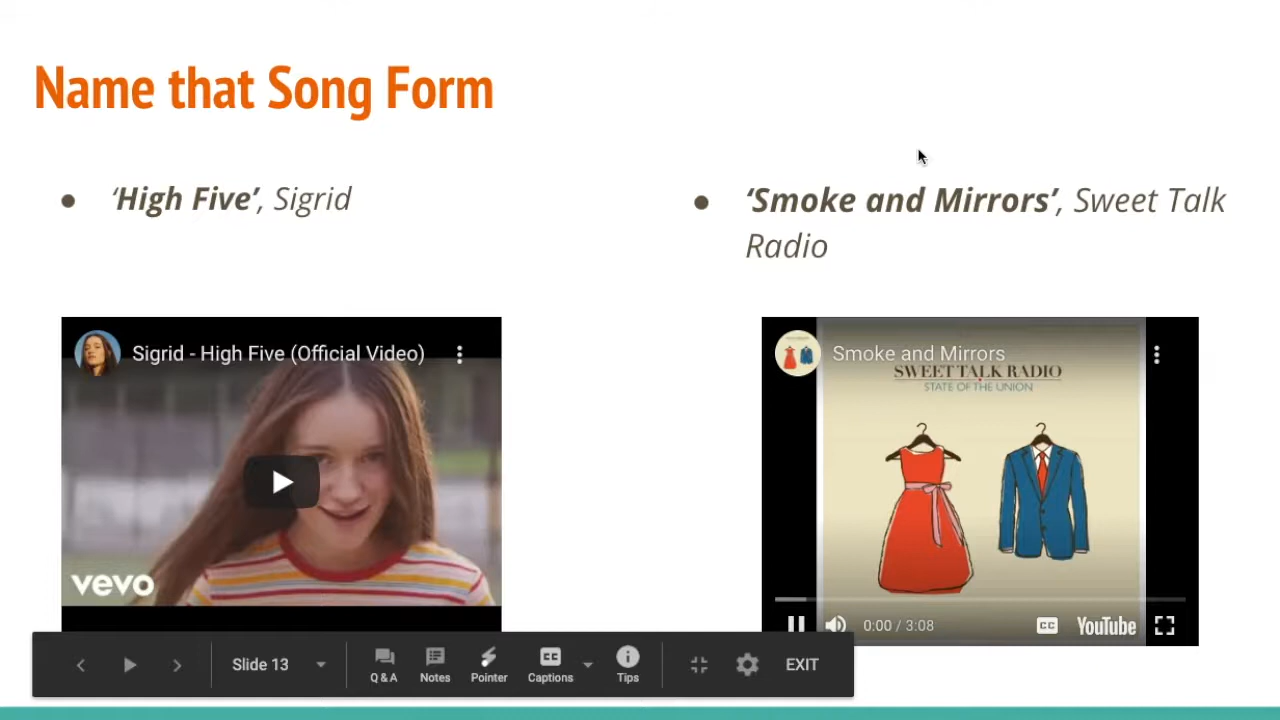 Name that Song Form
● ‘High Five’, Sigrid
● ‘Smoke and Mirrors’, Sweet Talk
Radio
Sigrid - High Five (Official Video)
vevo
Smoke and Mirrors
SWEET TALK RADIO
STATE OF THE UNION
0:00 / 3:08
CC
YouTube
Slide 13
Q & A
Notes
Pointer
CC
Captions
Tips
EXIT